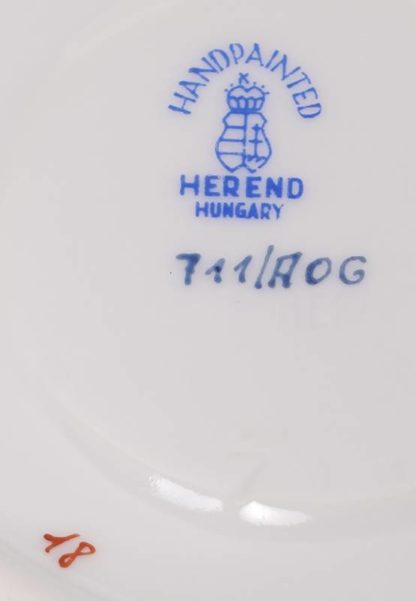 HANDPAINTED
HEREND
HUNGARY
711/AOG
18